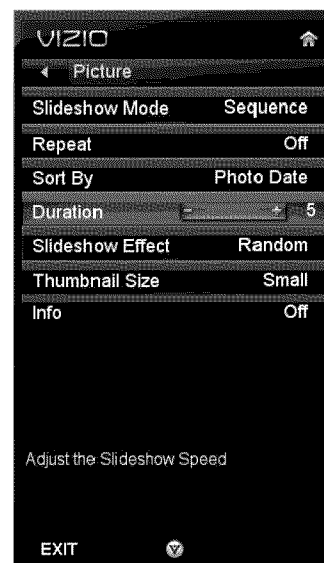 VIZIO
Picture
Slideshow Mode Sequence
Repeat Off
Sort By Photo Date
Duration - + 5
Slideshow Effect Random
Thumbnail Size Small
Info Off
Adjust the Slideshow Speed
EXIT